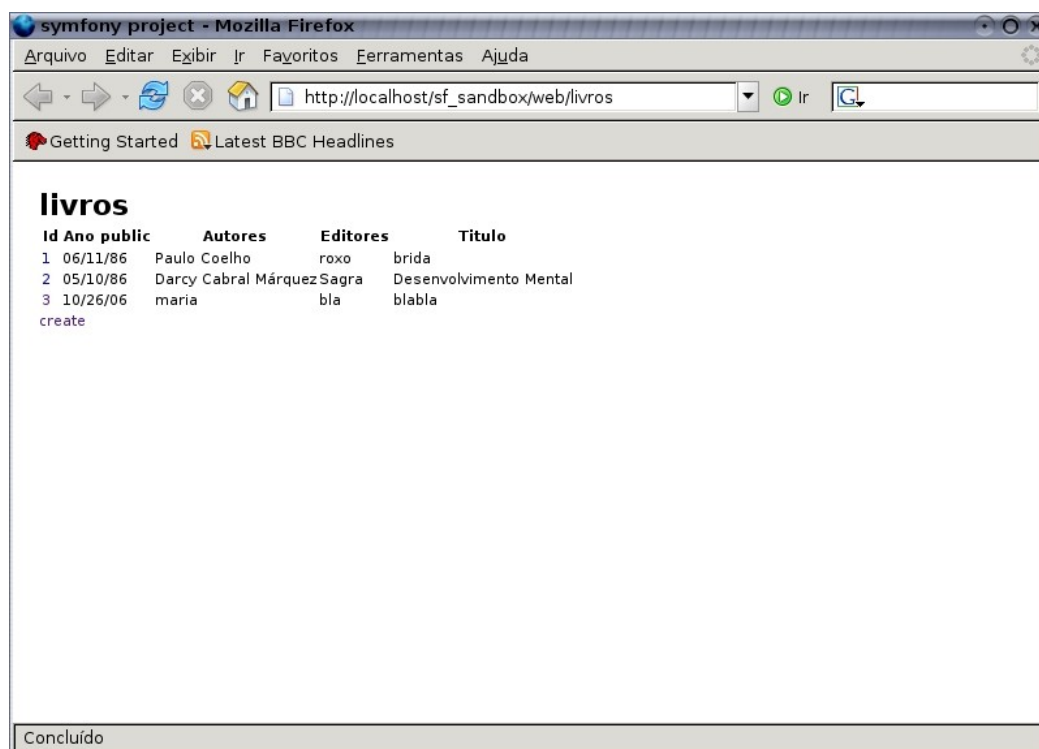 symfony project - Mozilla Firefox
Arquivo Editar Exibir Ir Favoritos Ferramentas Ajuda
http://localhost/sf_sandbox/web/livros Ir G
Getting Started Latest BBC Headlines
livros
Id Ano public Autores Editores Titulo
1 06/11/86 Paulo Coelho roxo brida
2 05/10/86 Darcy Cabral Márquez Sagra Desenvolvimento Mental
3 10/26/06 maria bla blabla
create
Concluído